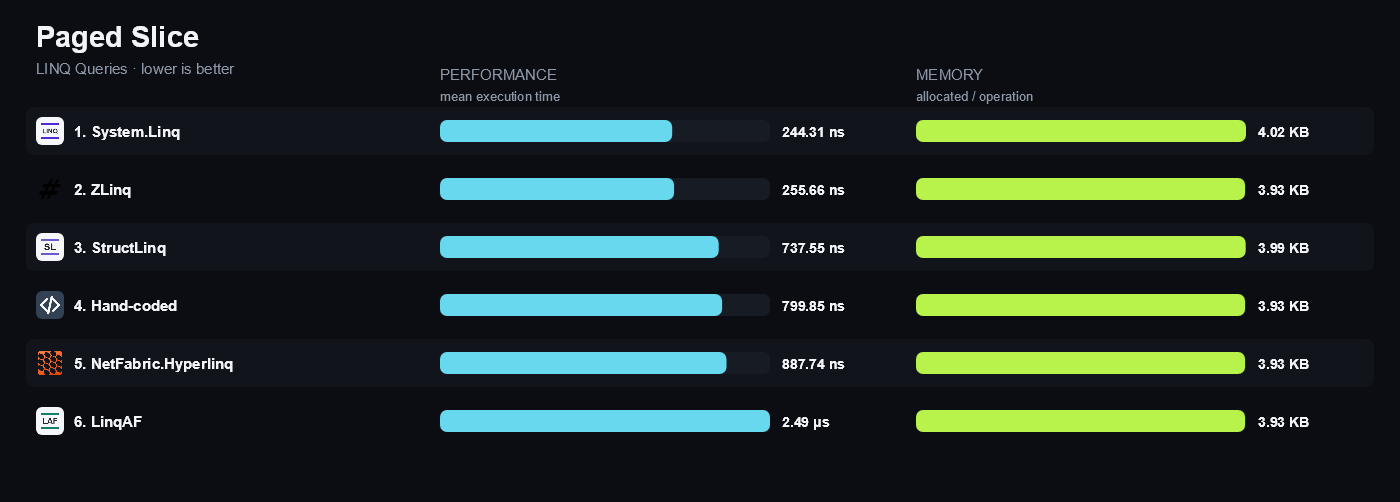 Paged Slice
LINQ Queries · lower is better
PERFORMANCE
mean execution time
MEMORY
allocated / operation
LINQ 1. System.Linq 244.31 ns 4.02 KB
# 2. ZLinq 255.66 ns 3.93 KB
SL 3. StructLinq 737.55 ns 3.99 KB
</> 4. Hand-coded 799.85 ns 3.93 KB
5. NetFabric.Hyperlinq 887.74 ns 3.93 KB
LAF 6. LinqAF 2.49 µs 3.93 KB